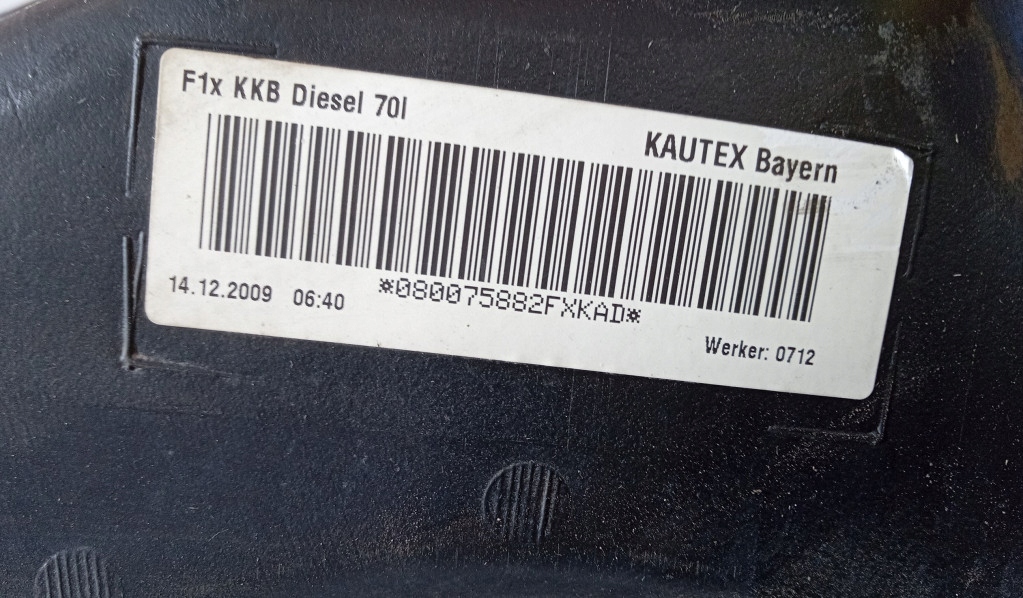 F1x KKB Diesel 70l
KAUTEX Bayern
14.12.2009 06:40 *080075882FXKAD*
Werker: 0712